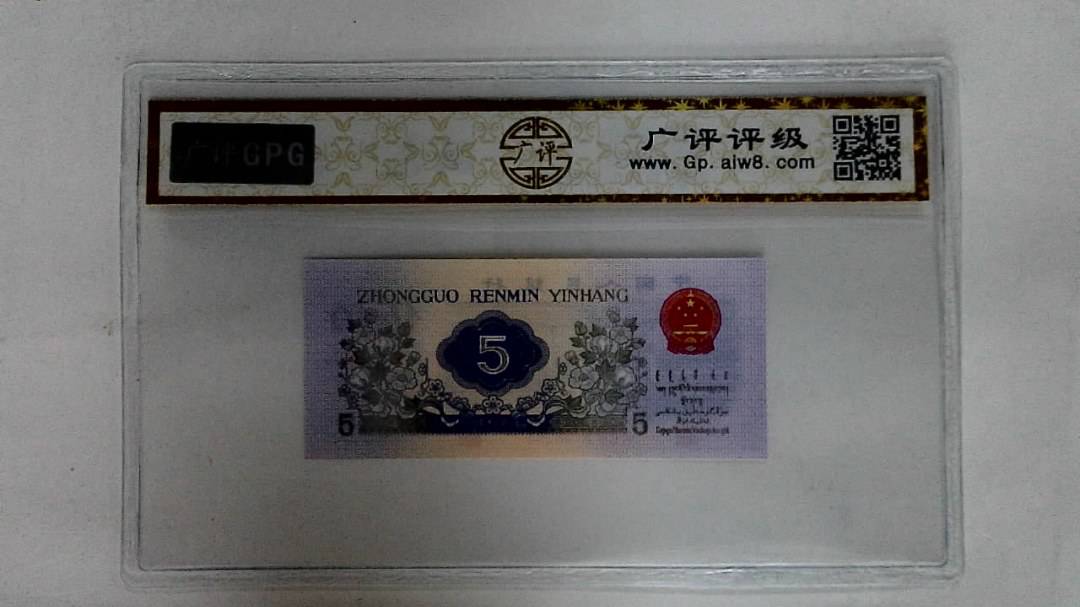 广评GPG
广评
广评评级
www.Gp.aiw8.com
ZHONGGUO RENMIN YINHANG
5
5 5